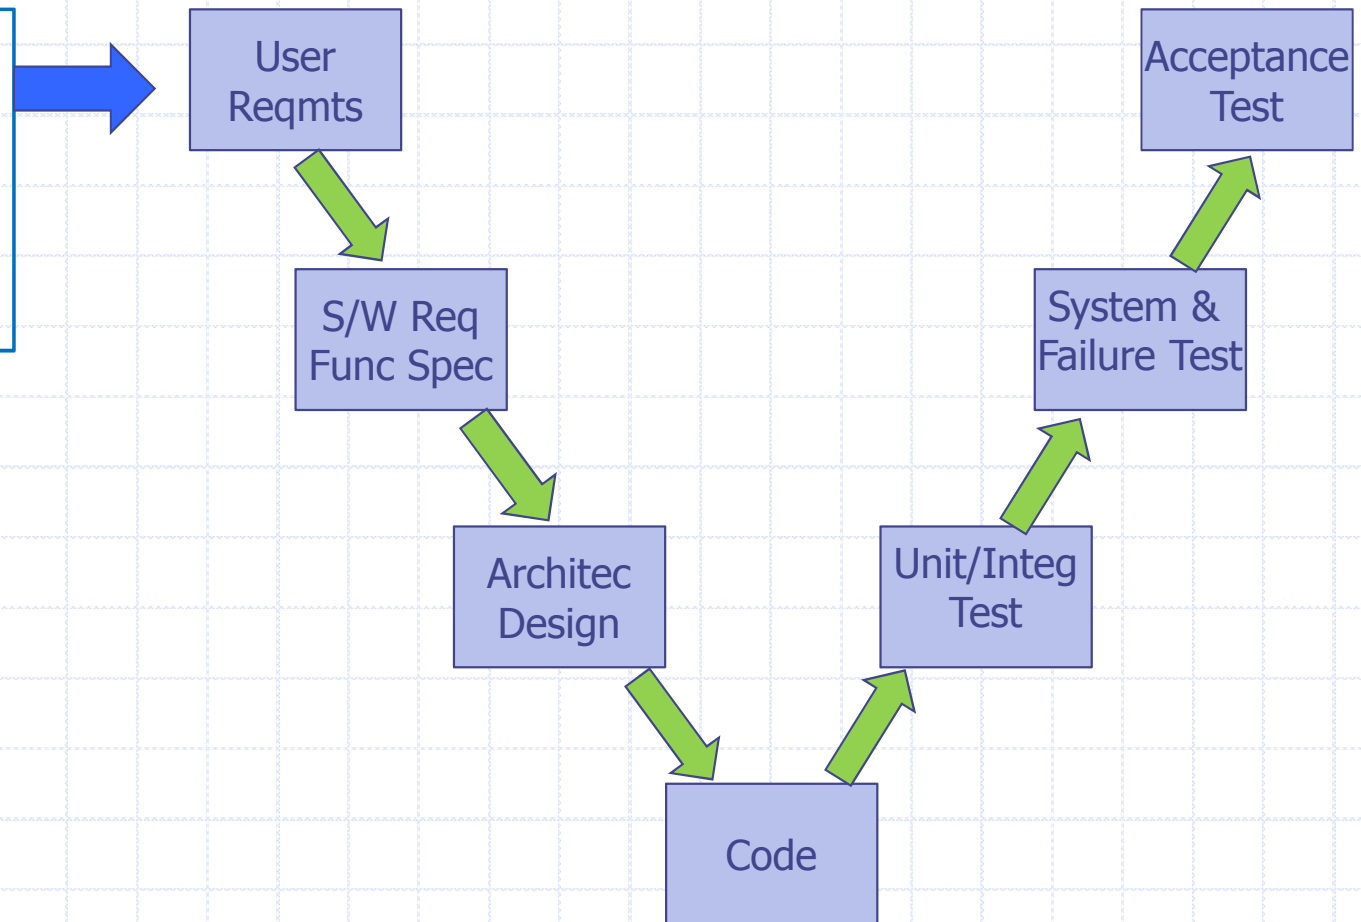 User
Reqmts
Acceptance
Test
S/W Req
Func Spec
System &
Failure Test
Architec
Design
Unit/Integ
Test
Code